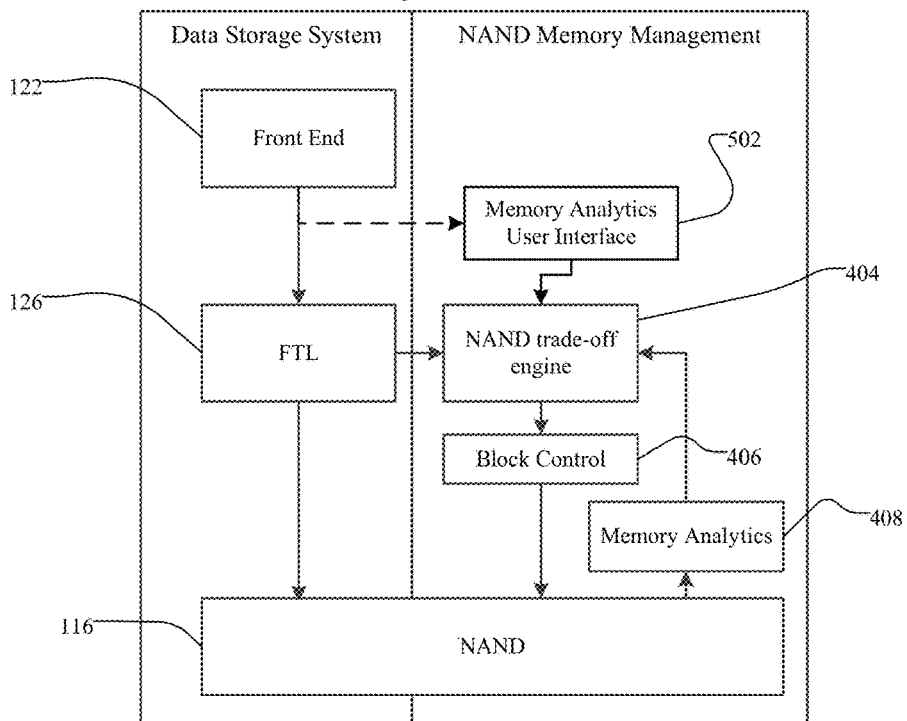 Data Storage System
NAND Memory Management
122
Front End
502
Memory Analytics
User Interface
404
126
FTL
NAND trade-off
engine
Block Control
406
408
Memory Analytics
116
NAND